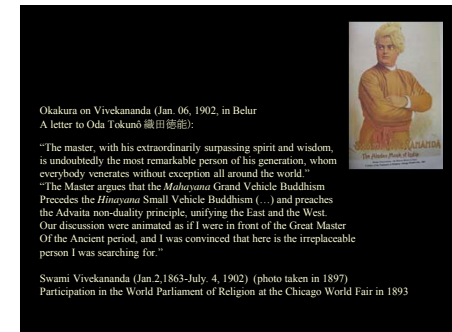 VIVEKANANDA
The Hindoo Monk of India
Okakura on Vivekananda (Jan. 06, 1902, in Belur
A letter to Oda Tokunô 織田徳能):
“The master, with his extraordinarily surpassing spirit and wisdom,
is undoubtedly the most remarkable person of his generation, whom
everybody venerates without exception all around the world.”
“The Master argues that the Mahayana Grand Vehicle Buddhism
Precedes the Hinayana Small Vehicle Buddhism (…) and preaches
the Advaita non-duality principle, unifying the East and the West.
Our discussion were animated as if I were in front of the Great Master
Of the Ancient period, and I was convinced that here is the irreplaceable
person I was searching for.”
Swami Vivekananda (Jan.2,1863-July. 4, 1902)  (photo taken in 1897)
Participation in the World Parliament of Religion at the Chicago World Fair in 1893